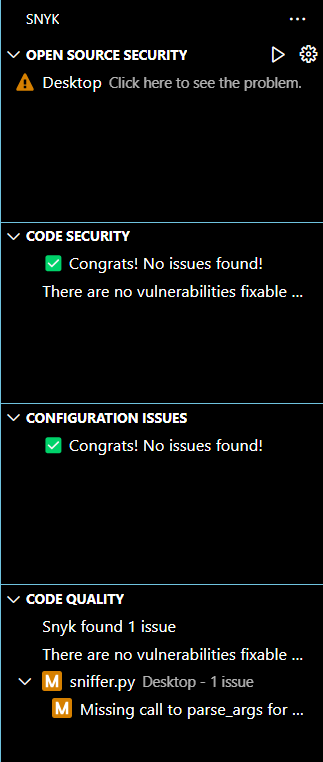 SNYK
OPEN SOURCE SECURITY
Desktop Click here to see the problem.
CODE SECURITY
Congrats! No issues found!
There are no vulnerabilities fixable ...
CONFIGURATION ISSUES
Congrats! No issues found!
CODE QUALITY
Snyk found 1 issue
There are no vulnerabilities fixable ...
M sniffer.py Desktop - 1 issue
M Missing call to parse_args for ...